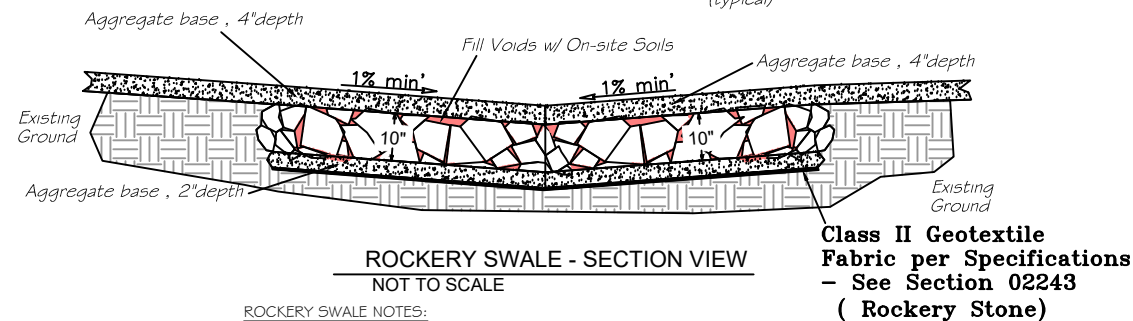 (typical)
Aggregate base , 4"depth
Fill Voids w/ On-site Soils
Aggregate base , 4"depth
1% min'
1% min'
Existing
Ground
10"
10"
Aggregate base , 2"depth
Existing
Ground
Class II Geotextile
Fabric per Specifications
- See Section 02243
( Rockery Stone)
ROCKERY SWALE - SECTION VIEW
NOT TO SCALE
ROCKERY SWALE NOTES: